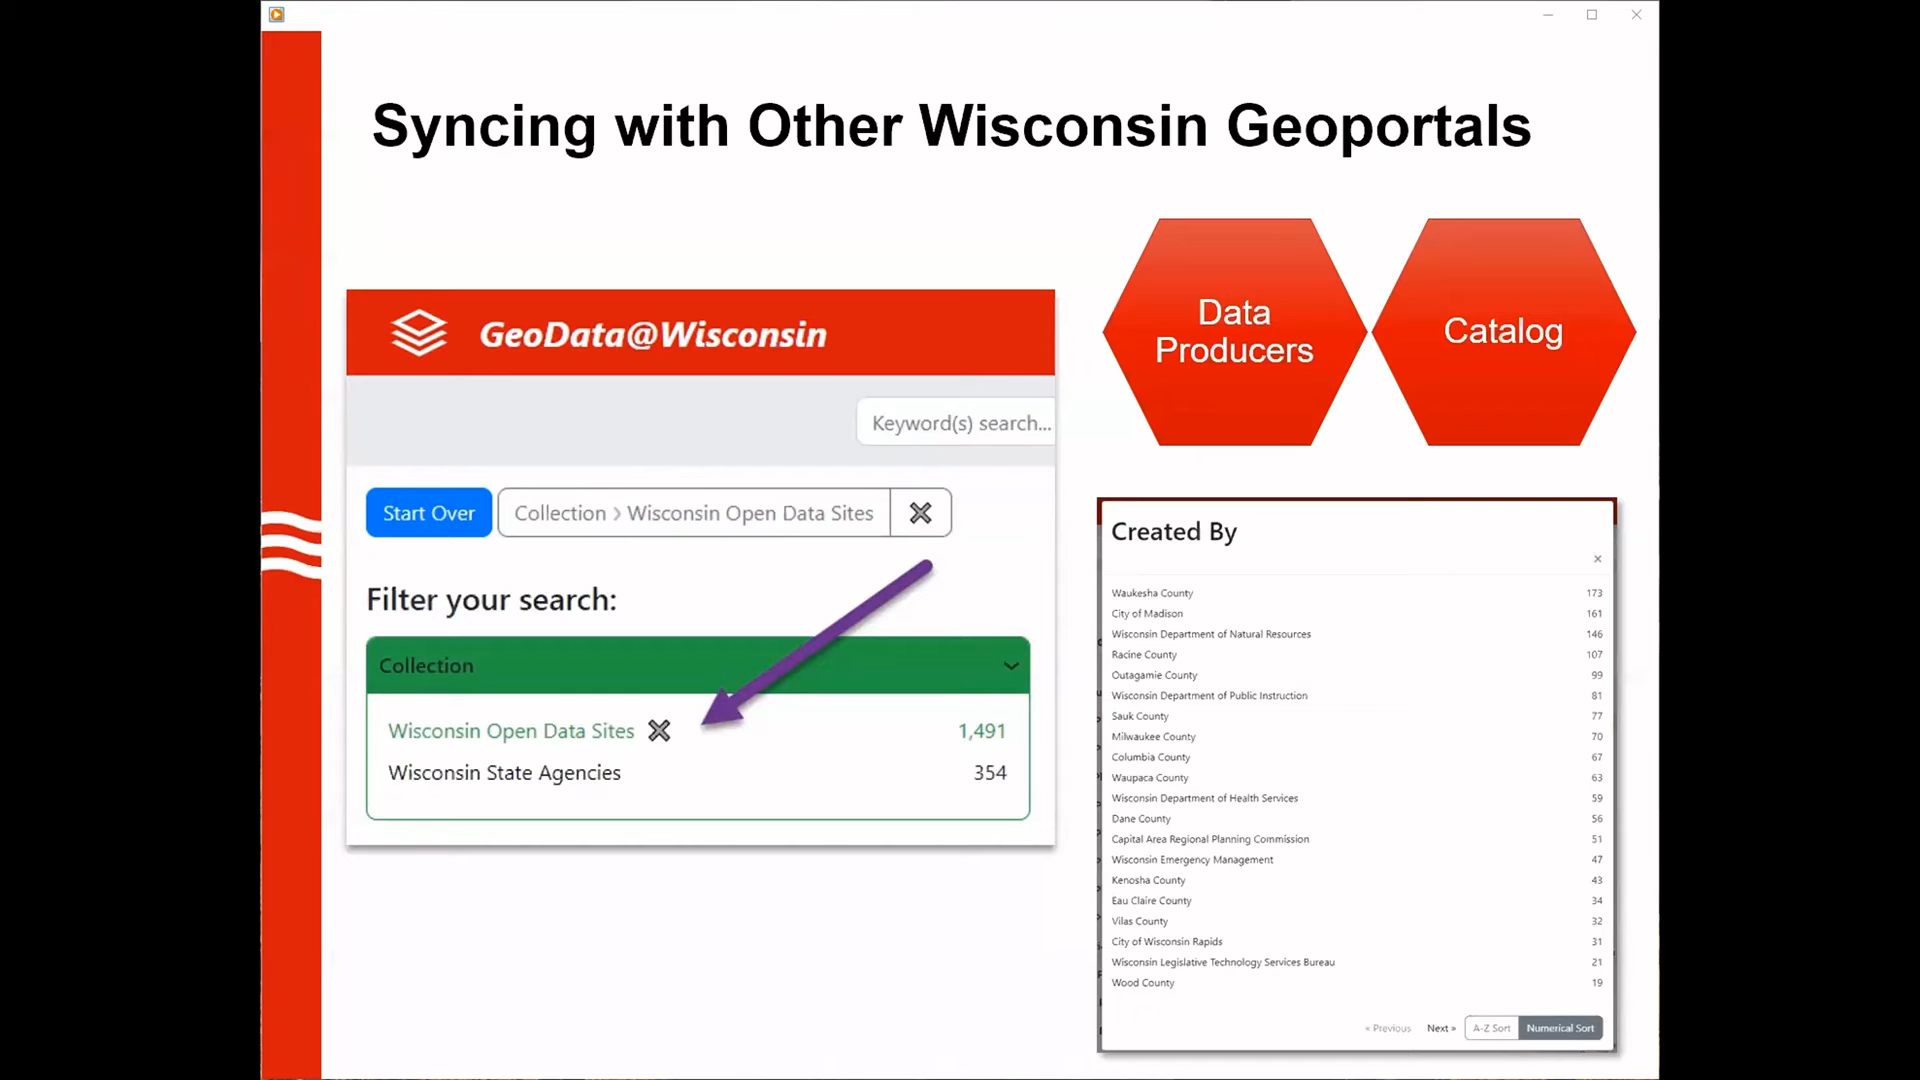 Syncing with Other Wisconsin Geoportals
Data
Producers
Catalog
GeoData@Wisconsin
Keyword(s) search...
Start Over
Collection > Wisconsin Open Data Sites
Filter your search:
Collection
Wisconsin Open Data Sites 1,491
Wisconsin State Agencies 354
Created By
Waukesha County 173
City of Madison 161
Wisconsin Department of Natural Resources 146
Racine County 107
Outagamie County 99
Wisconsin Department of Public Instruction 81
Sauk County 77
Milwaukee County 70
Columbia County 67
Waupaca County 63
Wisconsin Department of Health Services 59
Dane County 56
Capital Area Regional Planning Commission 51
Wisconsin Emergency Management 47
Kenosha County 43
Eau Claire County 34
Vilas County 32
City of Wisconsin Rapids 31
Wisconsin Legislative Technology Services Bureau 21
Wood County 19
« Previous Next » A-Z Sort Numerical Sort